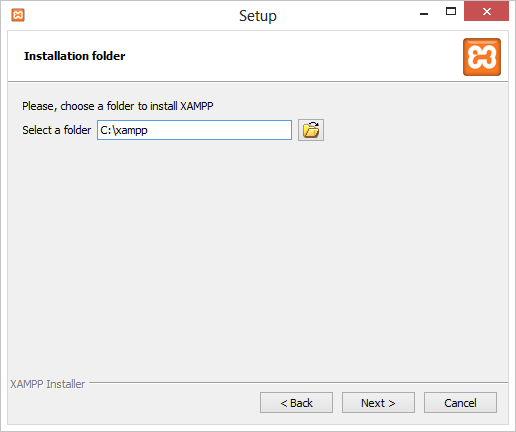 Setup
Installation folder
Please, choose a folder to install XAMPP
Select a folder C:\xampp
XAMPP Installer
< Back Next > Cancel